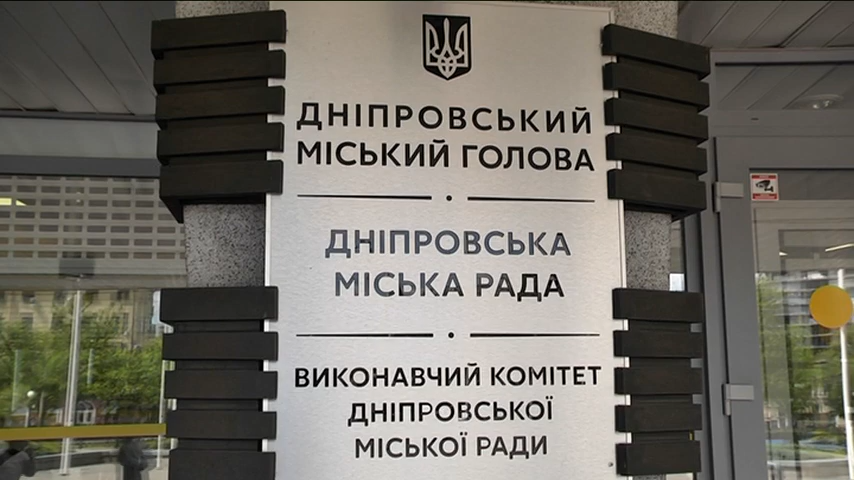 ДНІПРОВСЬКИЙ
МІСЬКИЙ ГОЛОВА
ДНІПРОВСЬКА
МІСЬКА РАДА
ВИКОНАВЧИЙ КОМІТЕТ
ДНІПРОВСЬКОЇ
МІСЬКОЇ РАДИ